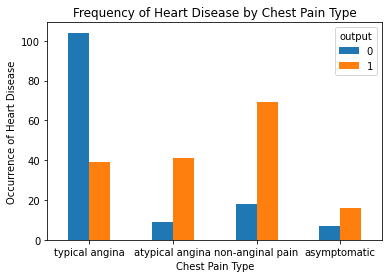 Frequency of Heart Disease by Chest Pain Type
output
0
1
100
80
60
40
20
0
Occurrence of Heart Disease
typical angina atypical angina non-anginal pain asymptomatic
Chest Pain Type